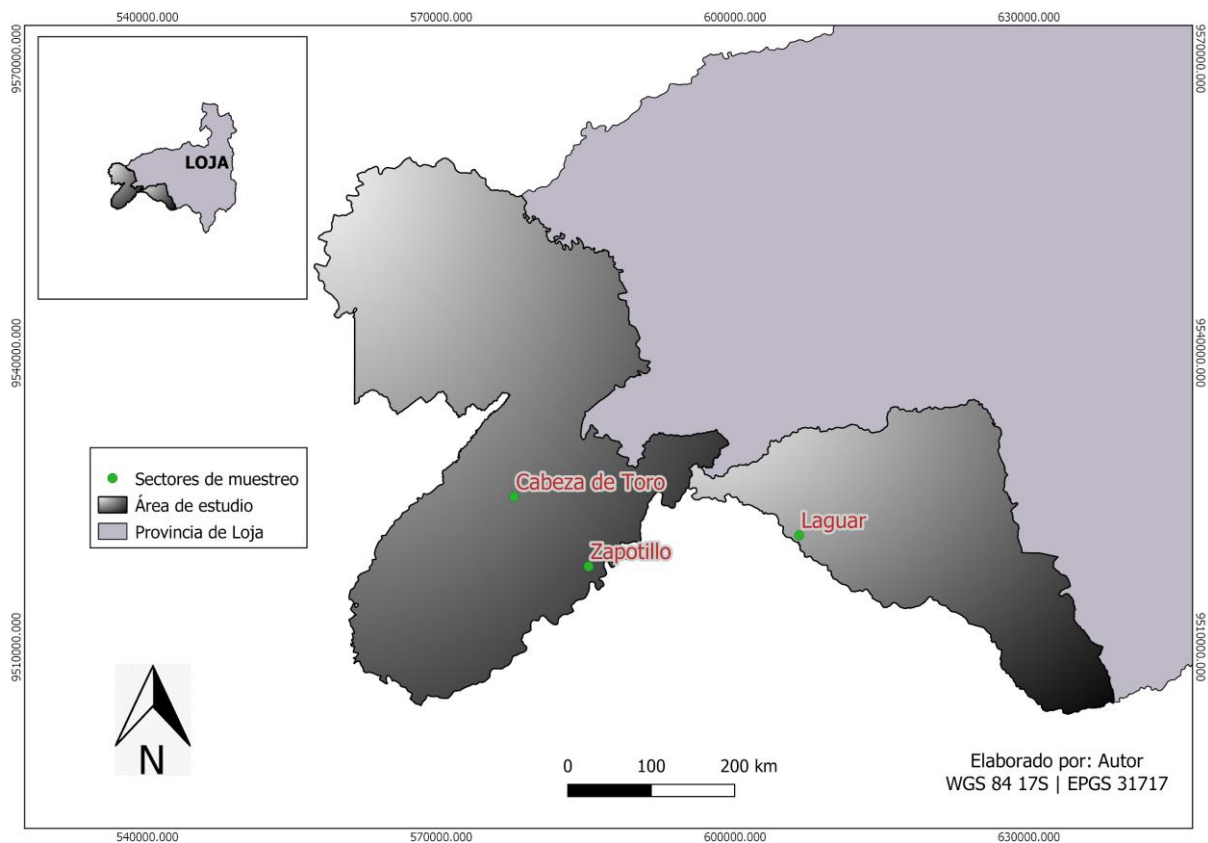 540000.000 570000.000 600000.000 630000.000
9570000.000 9570000.000
LOJA
9540000.000 9540000.000
Sectores de muestreo
Área de estudio
Provincia de Loja
Cabeza de Toro
Laguar
Zapotillo
9510000.000 9510000.000
N
0 100 200 km
Elaborado por: Autor
WGS 84 17S | EPGS 31717
540000.000 570000.000 600000.000 630000.000